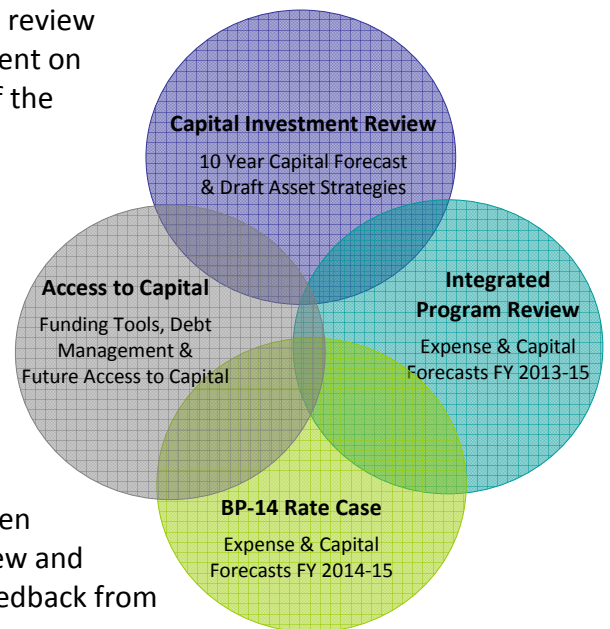 review
ent on
f the
Capital Investment Review
10 Year Capital Forecast
& Draft Asset Strategies
Access to Capital
Funding Tools, Debt
Management &
Future Access to Capital
Integrated
Program Review
Expense & Capital
Forecasts FY 2013-15
en
ew and
eedback from
BP-14 Rate Case
Expense & Capital
Forecasts FY 2014-15